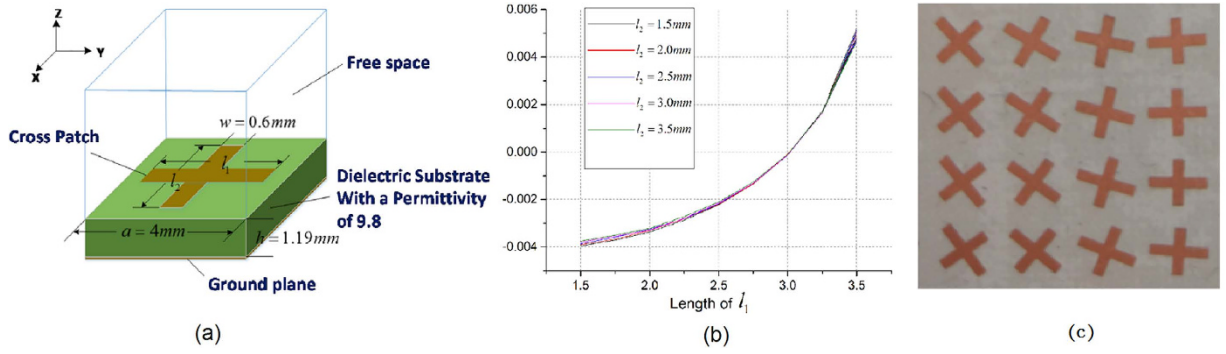 Z
Y
X
Free space
w = 0.6mm
Cross Patch
l₁
l₂
Dielectric Substrate
With a Permittivity
of 9.8
a = 4mm
h = 1.19mm
Ground plane
(a)
0.006
0.004
0.002
0.000
-0.002
-0.004
l₂ = 1.5mm
l₂ = 2.0mm
l₂ = 2.5mm
l₂ = 3.0mm
l₂ = 3.5mm
1.5 2.0 2.5 3.0 3.5
Length of l₁
(b)
(c)